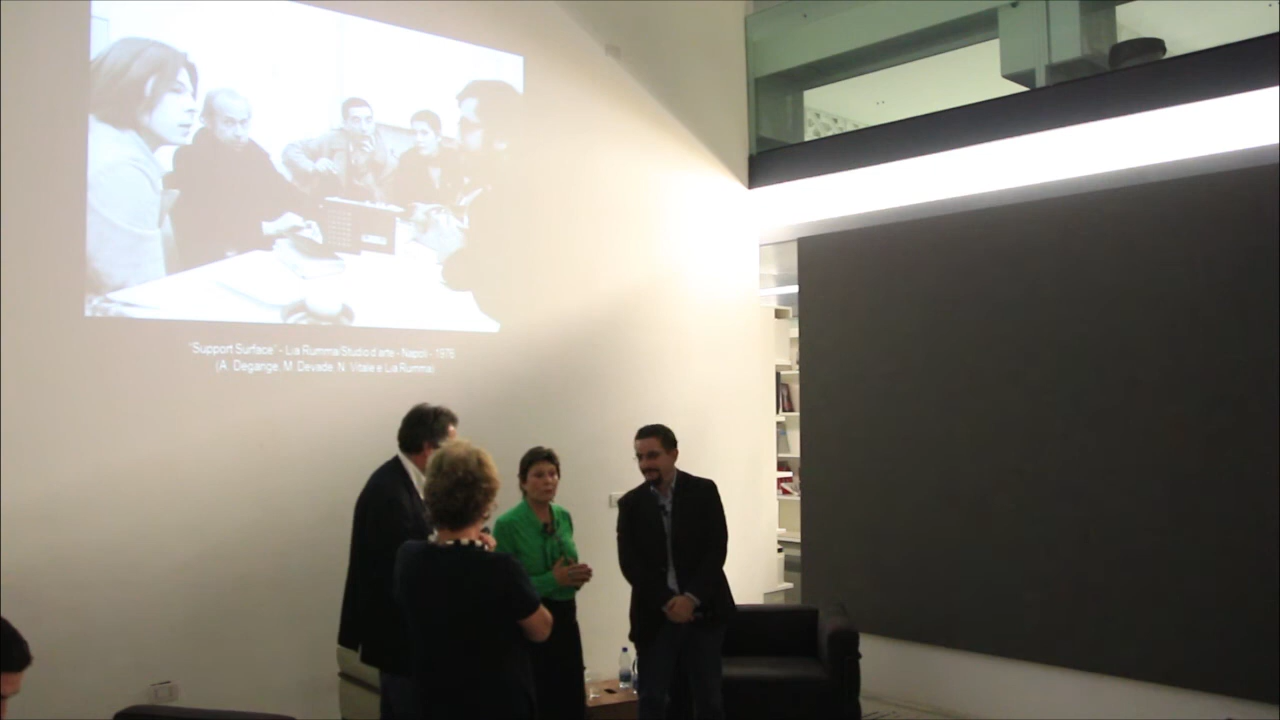 "Support Surface" - Lia Rumma/Studio d'arte - Napoli - 1976
(A. Degange, M. Devade, N. Vitale e Lia Rumma)